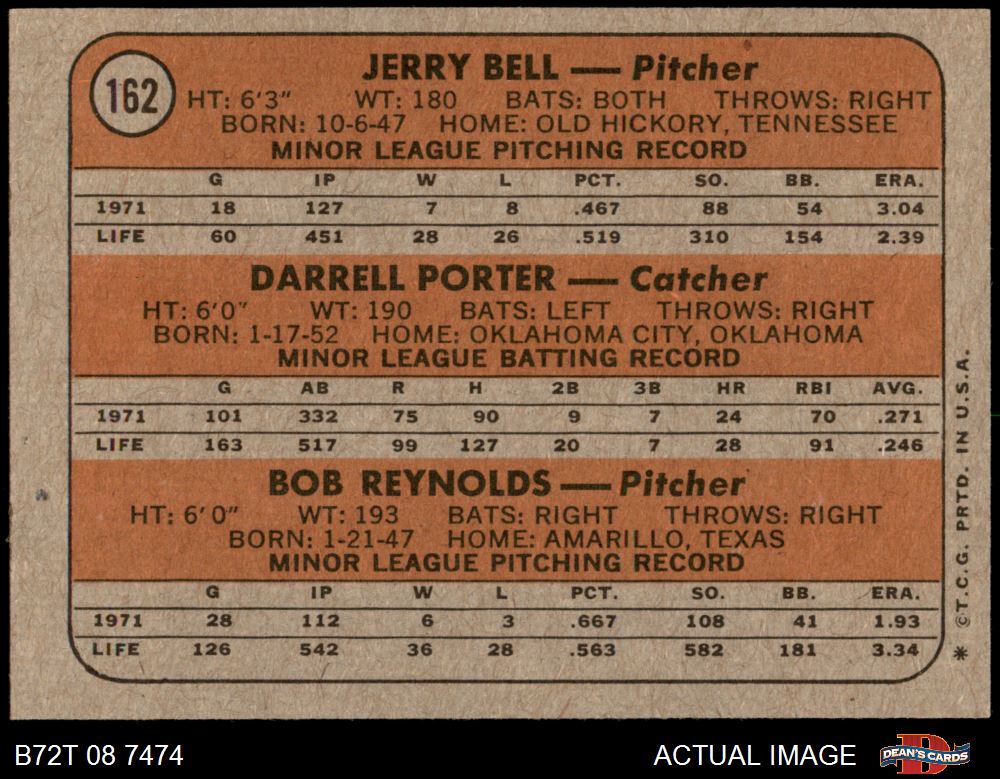 162
JERRY BELL — Pitcher
HT: 6'3" WT: 180 BATS: BOTH THROWS: RIGHT
BORN: 10-6-47 HOME: OLD HICKORY, TENNESSEE
MINOR LEAGUE PITCHING RECORD
G IP W L PCT. SO. BB. ERA.
1971 18 127 7 8 .467 88 54 3.04
LIFE 60 451 28 26 .519 310 154 2.39
DARRELL PORTER — Catcher
HT: 6'0" WT: 190 BATS: LEFT THROWS: RIGHT
BORN: 1-17-52 HOME: OKLAHOMA CITY, OKLAHOMA
MINOR LEAGUE BATTING RECORD
G AB R H 2B 3B HR RBI AVG.
1971 101 332 75 90 9 7 24 70 .271
LIFE 163 517 99 127 20 7 28 91 .246
BOB REYNOLDS — Pitcher
HT: 6'0" WT: 193 BATS: RIGHT THROWS: RIGHT
BORN: 1-21-47 HOME: AMARILLO, TEXAS
MINOR LEAGUE PITCHING RECORD
G IP W L PCT. SO. BB. ERA.
1971 28 112 6 3 .667 108 41 1.93
LIFE 126 542 36 28 .563 582 181 3.34
* ©T.C.G. PRTD. IN U.S.A.
B72T 08 7474 ACTUAL IMAGE
DEAN'S CARDS